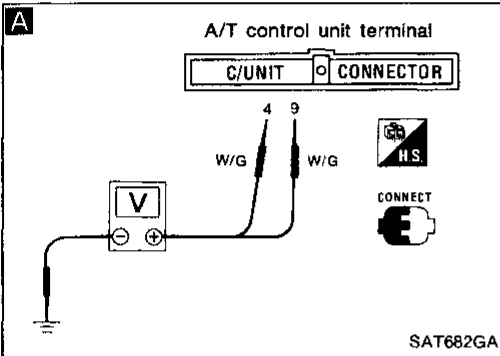 A
A/T control unit terminal
C/UNIT CONNECTOR
4 9
W/G W/G
H.S.
CONNECT
V
SAT682GA